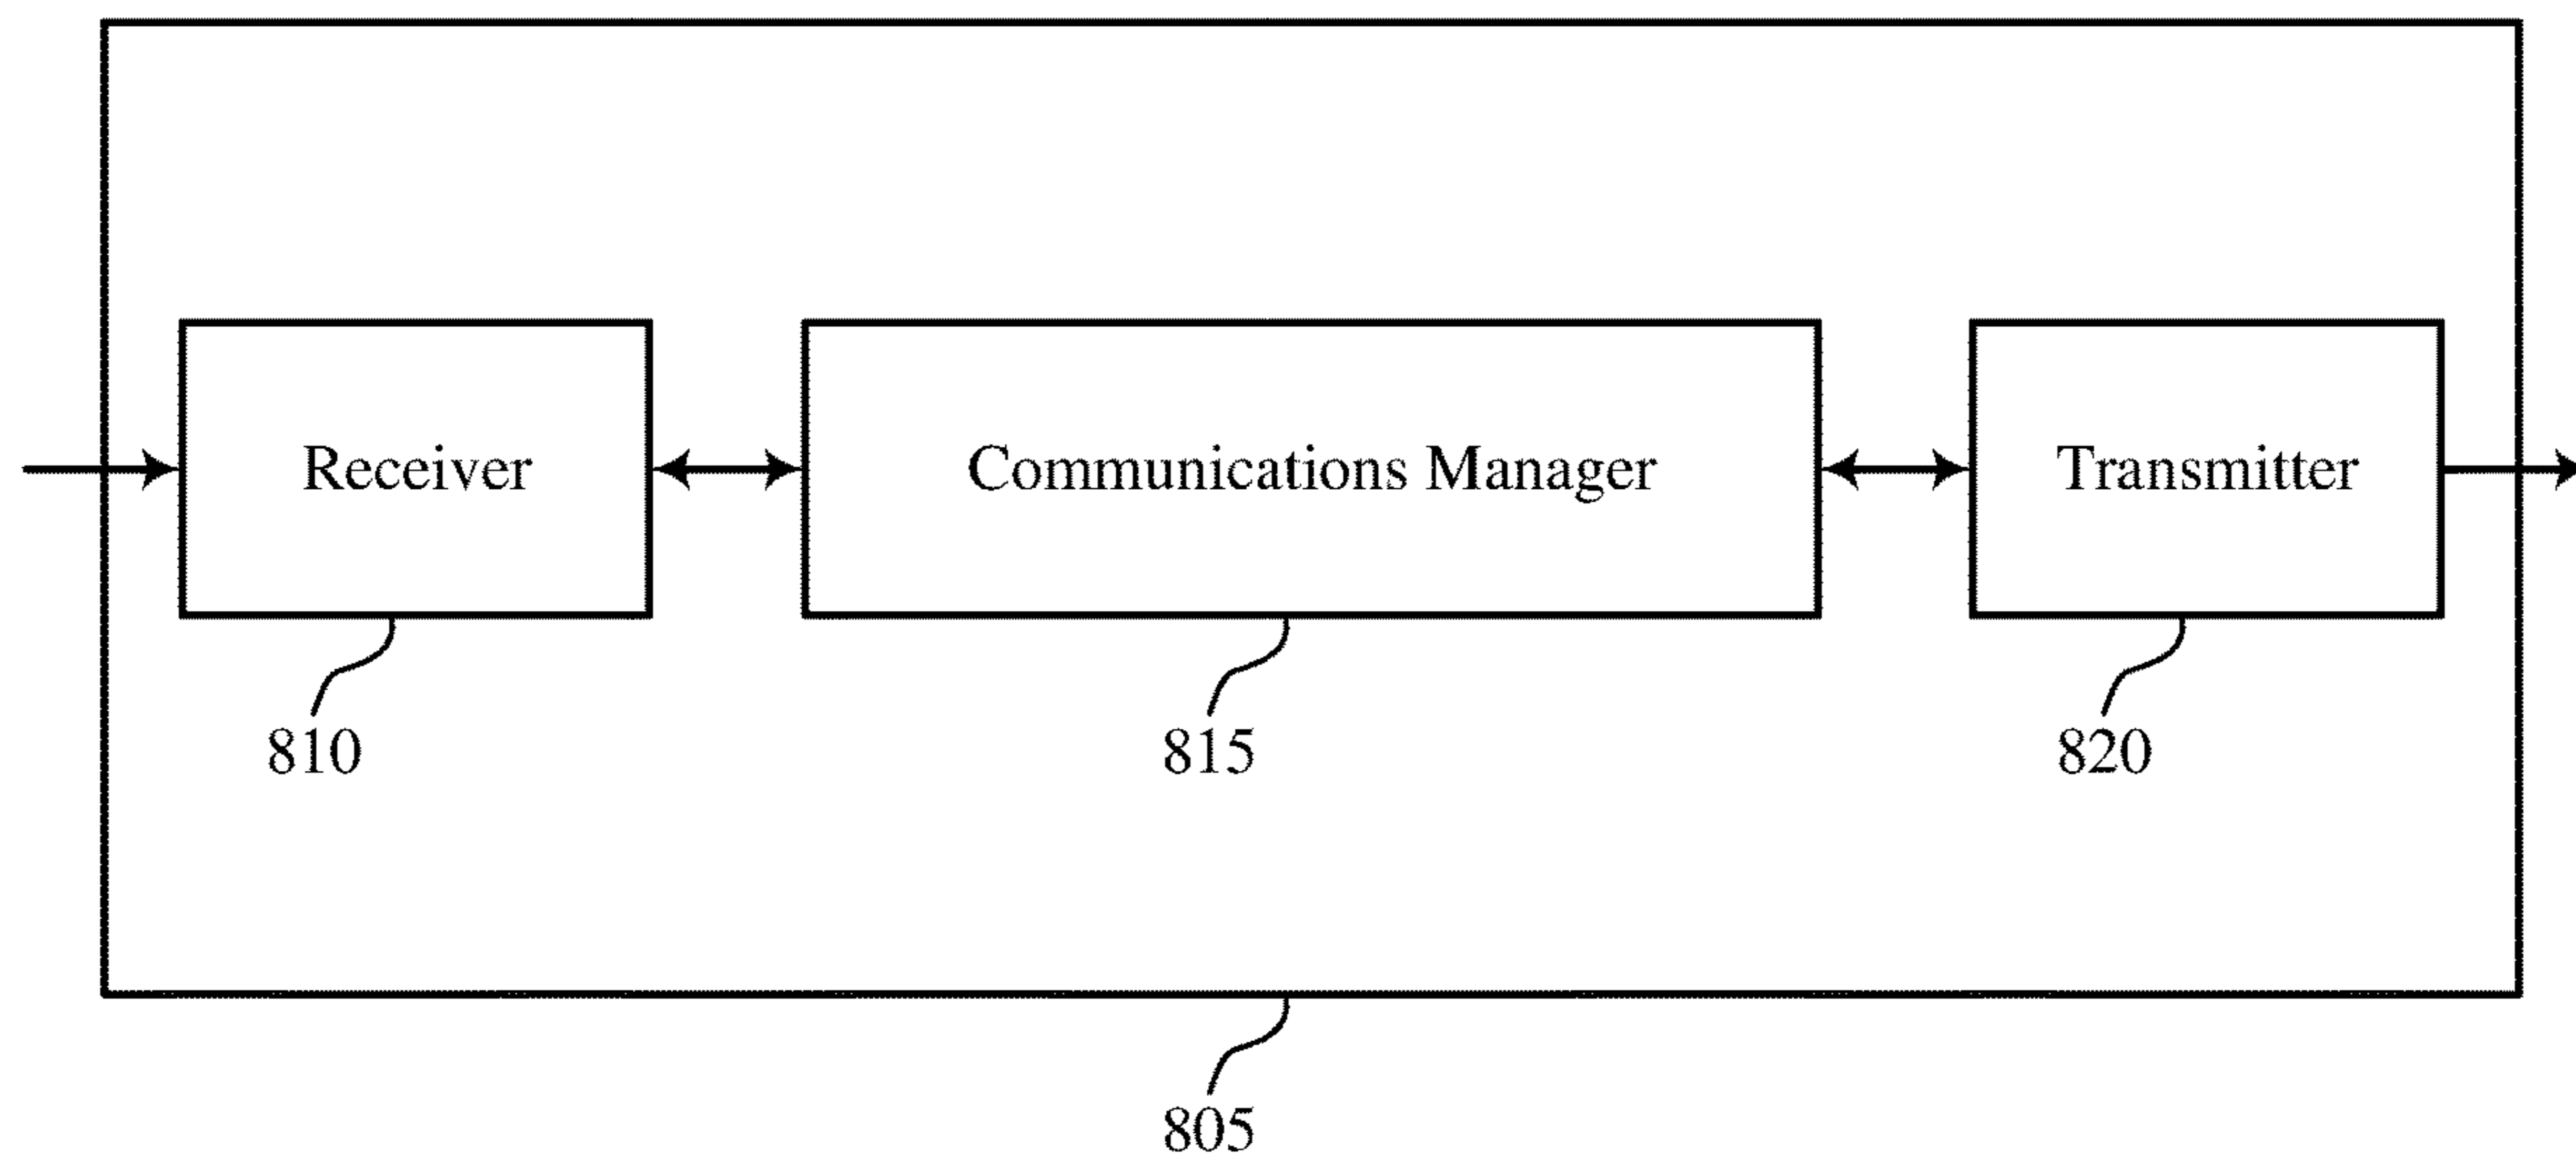 Receiver
Communications Manager
Transmitter
810
815
820
805